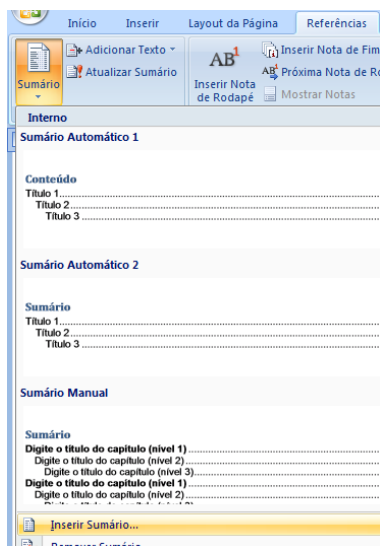 Início Inserir Layout da Página Referências
Adicionar Texto
Atualizar Sumário
Sumário
AB1
Inserir Nota
de Rodapé
Inserir Nota de Fim
AB1 Próxima Nota de Ro
Mostrar Notas
Interno
Sumário Automático 1
Conteúdo
Título 1
Título 2
Título 3
Sumário Automático 2
Sumário
Título 1
Título 2
Título 3
Sumário Manual
Sumário
Digite o título do capítulo (nível 1)
Digite o título do capítulo (nível 2)
Digite o título do capítulo (nível 3)
Digite o título do capítulo (nível 1)
Digite o título do capítulo (nível 2)
Inserir Sumário...
Remover Sumário